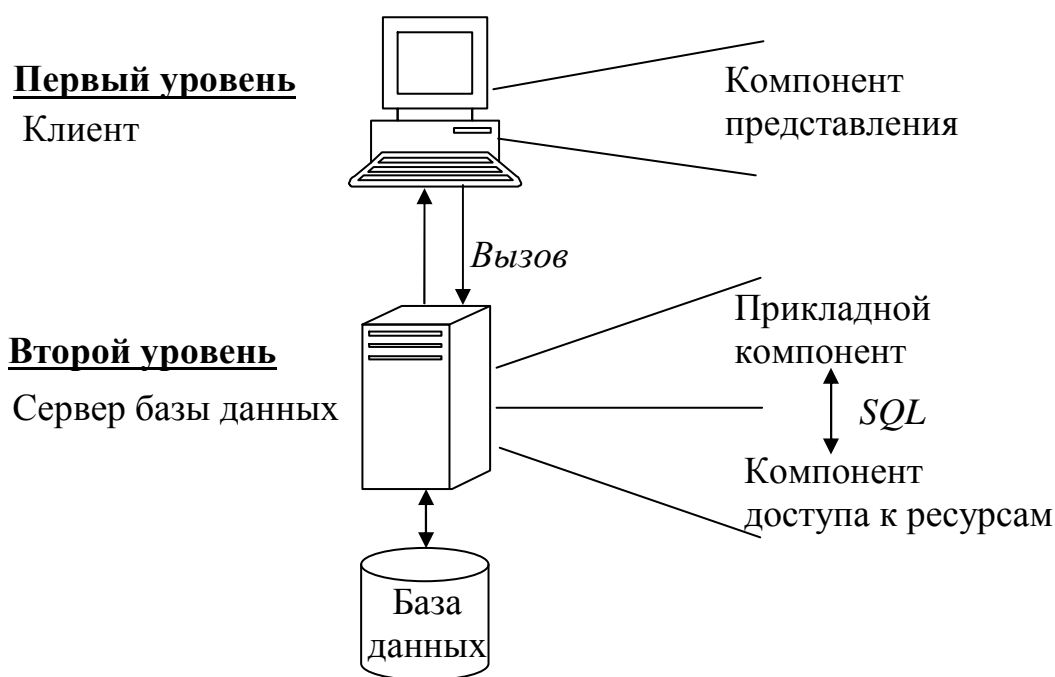 Первый уровень
Клиент
Компонент
представления
Вызов
Второй уровень
Сервер базы данных
Прикладной
компонент
SQL
Компонент
доступа к ресурсам
База
данных